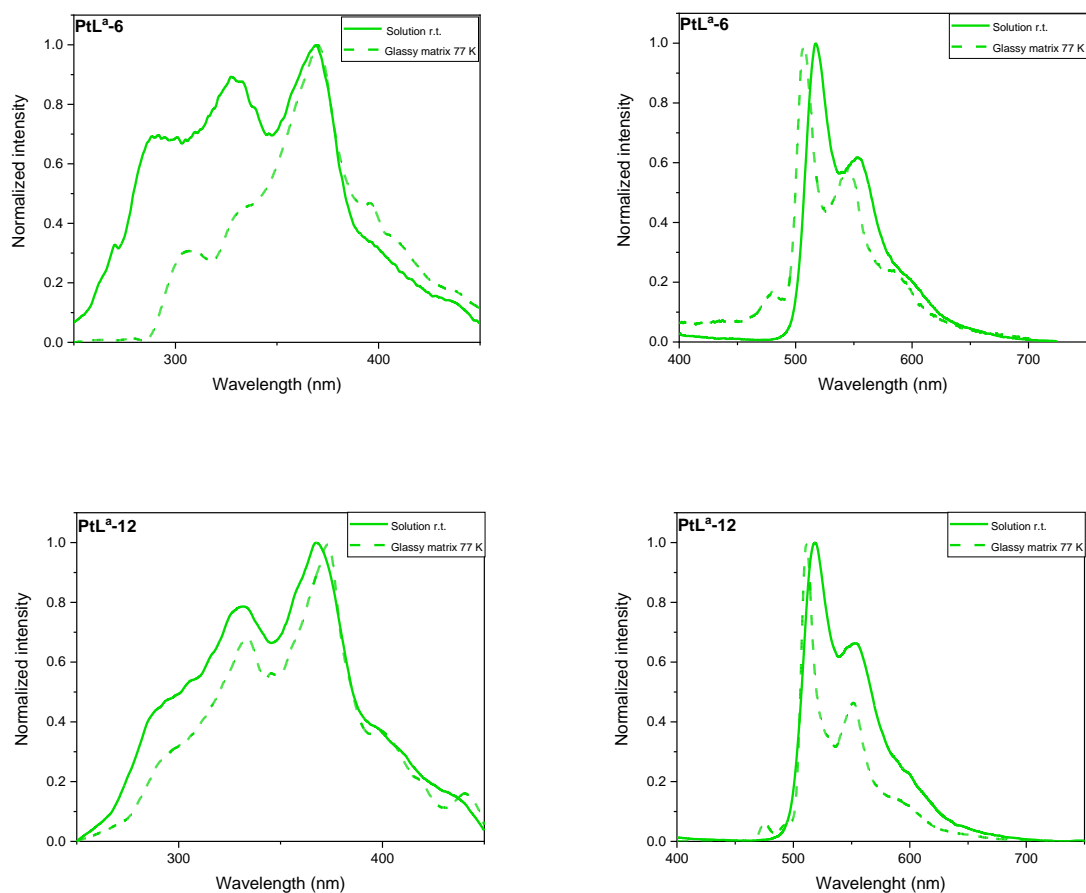 PtLᵃ-6
Solution r.t.
Glassy matrix 77 K
Normalized intensity
1.0
0.8
0.6
0.4
0.2
0.0
300
400
Wavelength (nm)
PtLᵃ-6
Solution r.t.
Glassy matrix 77 K
Normalized intensity
1.0
0.8
0.6
0.4
0.2
0.0
400
500
600
700
Wavelength (nm)
PtLᵃ-12
Solution r.t.
Glassy matrix 77 K
Normalized intensity
1.0
0.8
0.6
0.4
0.2
0.0
300
400
Wavelength (nm)
PtLᵃ-12
Solution r.t.
Glassy matrix 77 K
Normalized intensity
1.0
0.8
0.6
0.4
0.2
0.0
400
500
600
700
Wavelenght (nm)